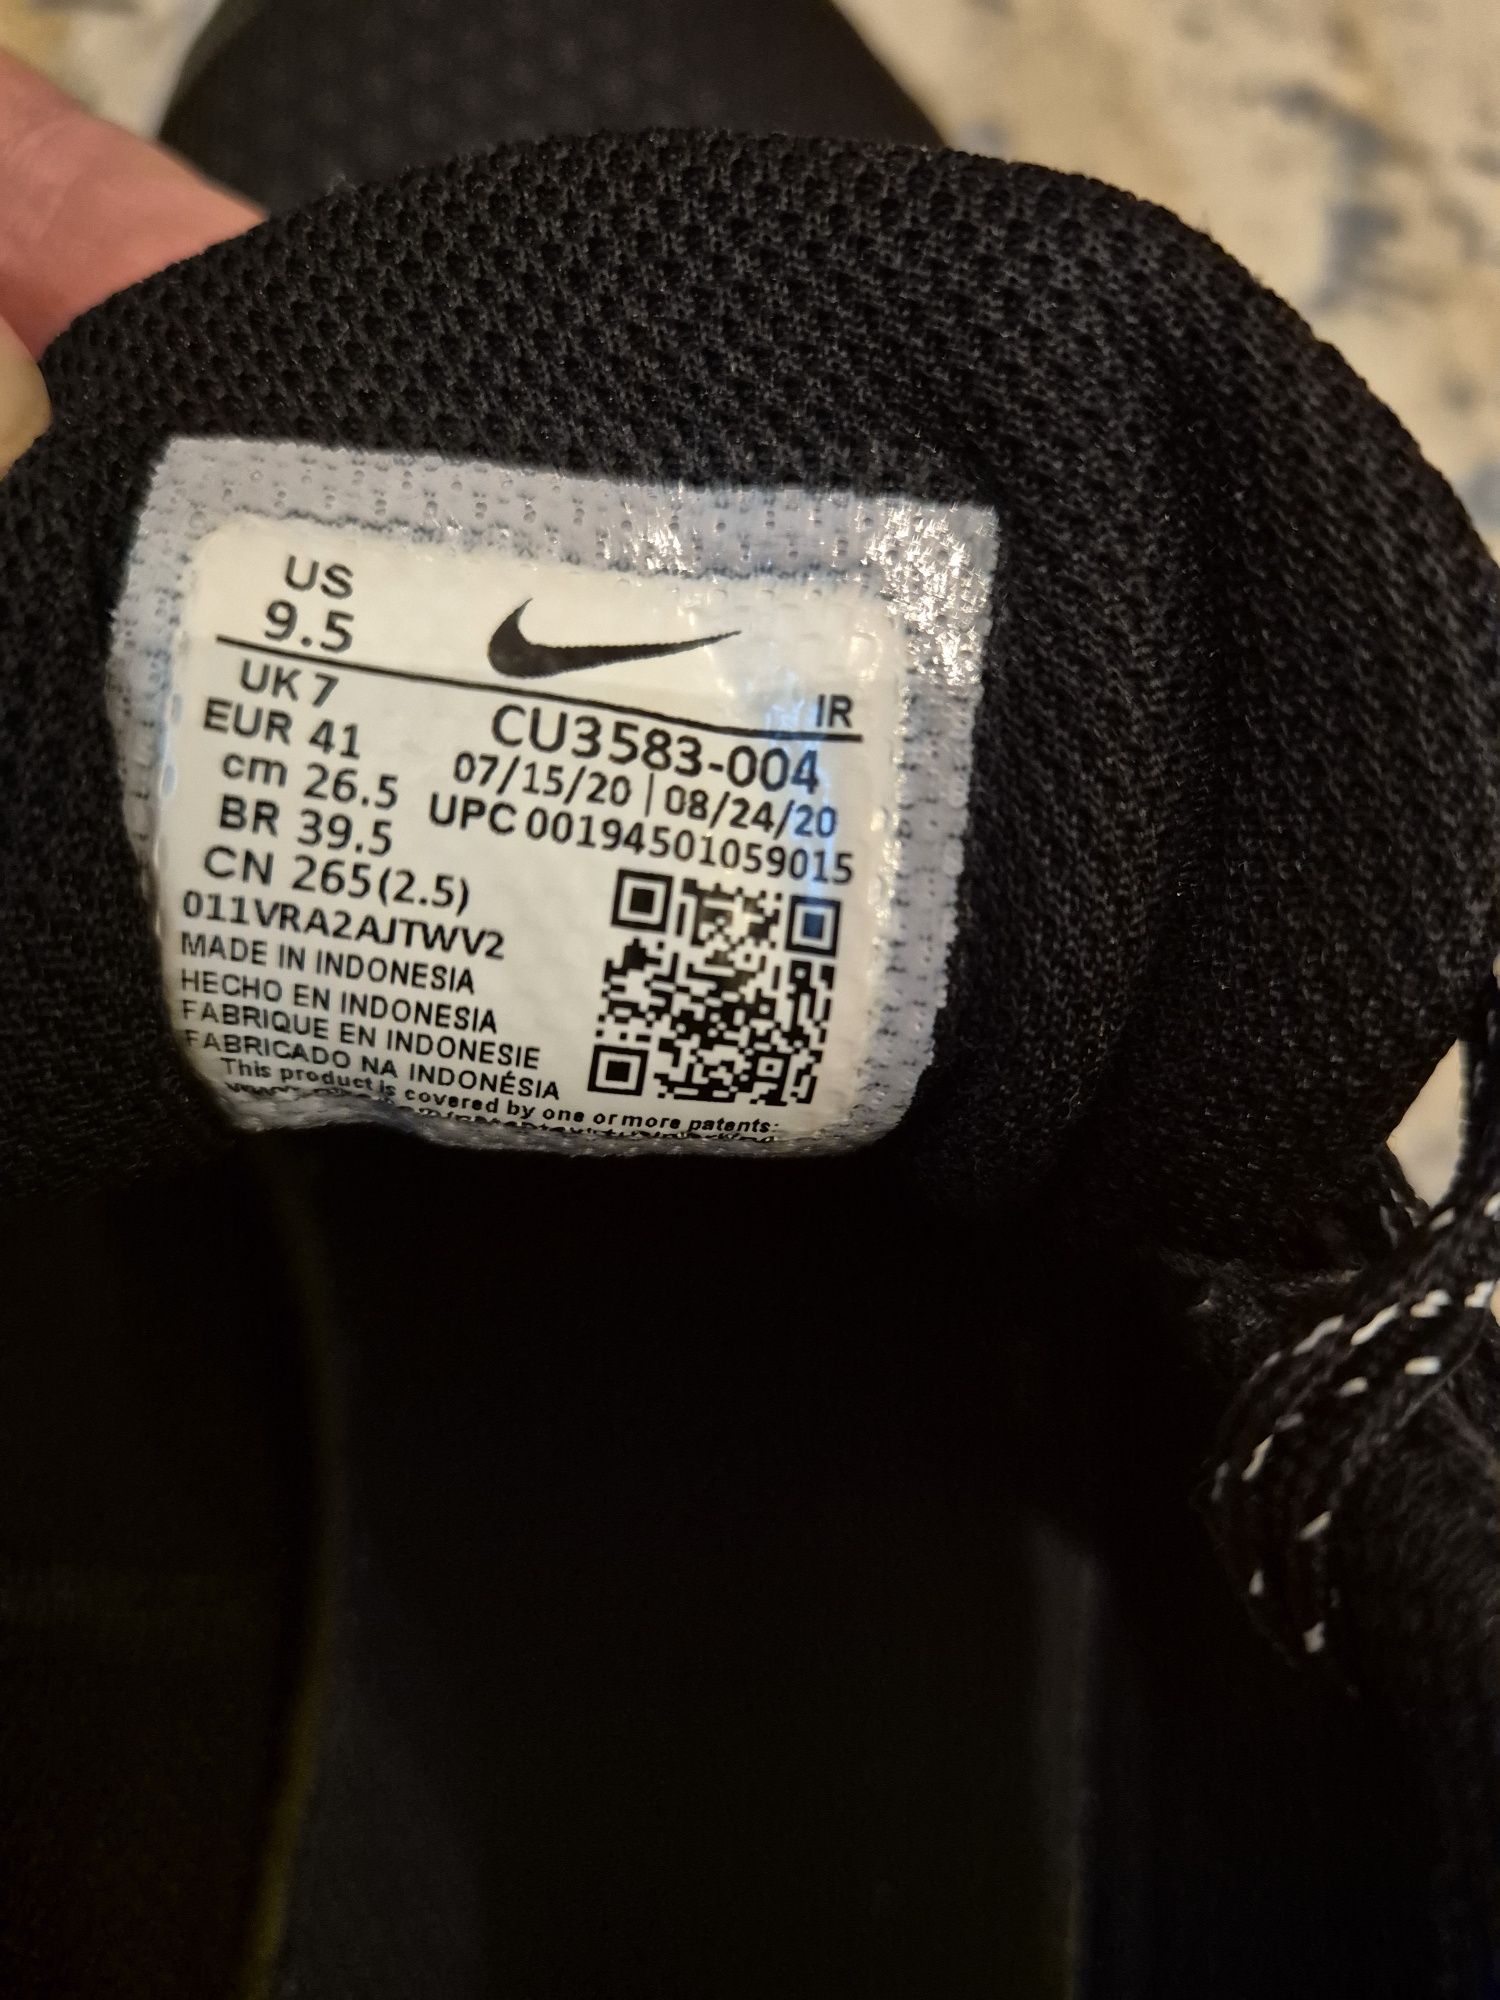 US
9.5
UK 7
EUR 41
cm 26.5
BR 39.5
CN 265(2.5)
IR
CU3583-004
07/15/20 | 08/24/20
UPC 00194501059015
011VRA2AJTWV2
MADE IN INDONESIA
HECHO EN INDONESIA
FABRIQUE EN INDONESIE
FABRICADO NA INDONÉSIA
This product is covered by one or more patents: